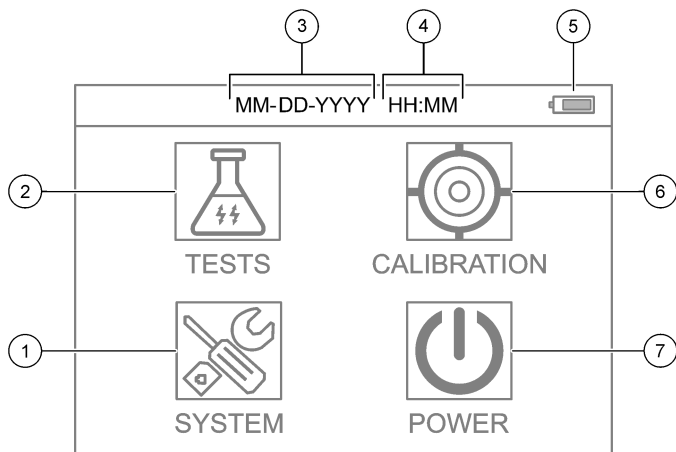 3 4 5
MM-DD-YYYY HH:MM
2 6
TESTS CALIBRATION
1 7
SYSTEM POWER